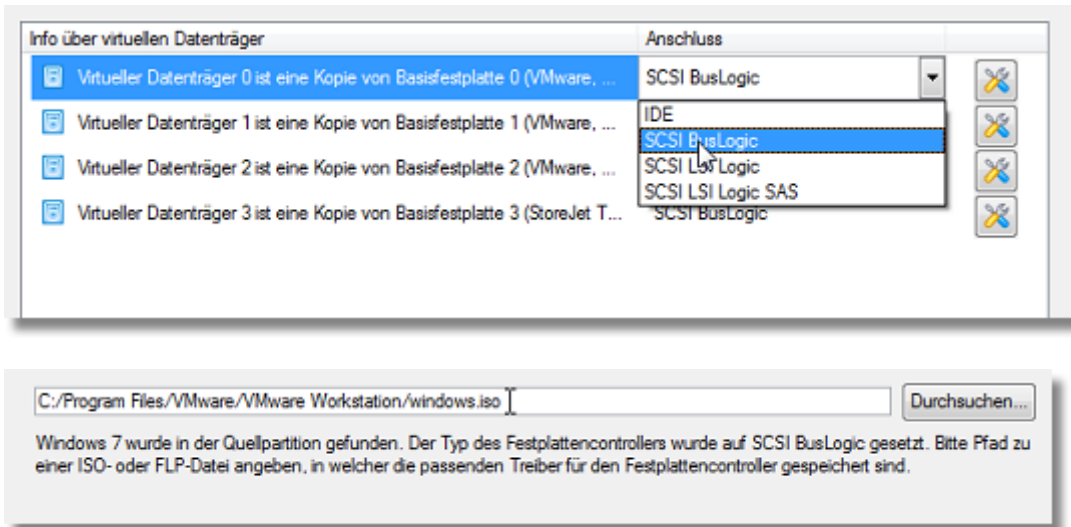 Info über virtuellen Datenträger Anschluss
Virtueller Datenträger 0 ist eine Kopie von Basisfestplatte 0 (VMware, ... SCSI BusLogic
IDE
Virtueller Datenträger 1 ist eine Kopie von Basisfestplatte 1 (VMware, ...
SCSI BusLogic
Virtueller Datenträger 2 ist eine Kopie von Basisfestplatte 2 (VMware, ...
SCSI LSI Logic
SCSI LSI Logic SAS
Virtueller Datenträger 3 ist eine Kopie von Basisfestplatte 3 (StoreJet T... SCSI BusLogic
C:/Program Files/VMware/VMware Workstation/windows.iso Durchsuchen...
Windows 7 wurde in der Quellpartition gefunden. Der Typ des Festplattencontrollers wurde auf SCSI BusLogic gesetzt. Bitte Pfad zu
einer ISO- oder FLP-Datei angeben, in welcher die passenden Treiber für den Festplattencontroller gespeichert sind.